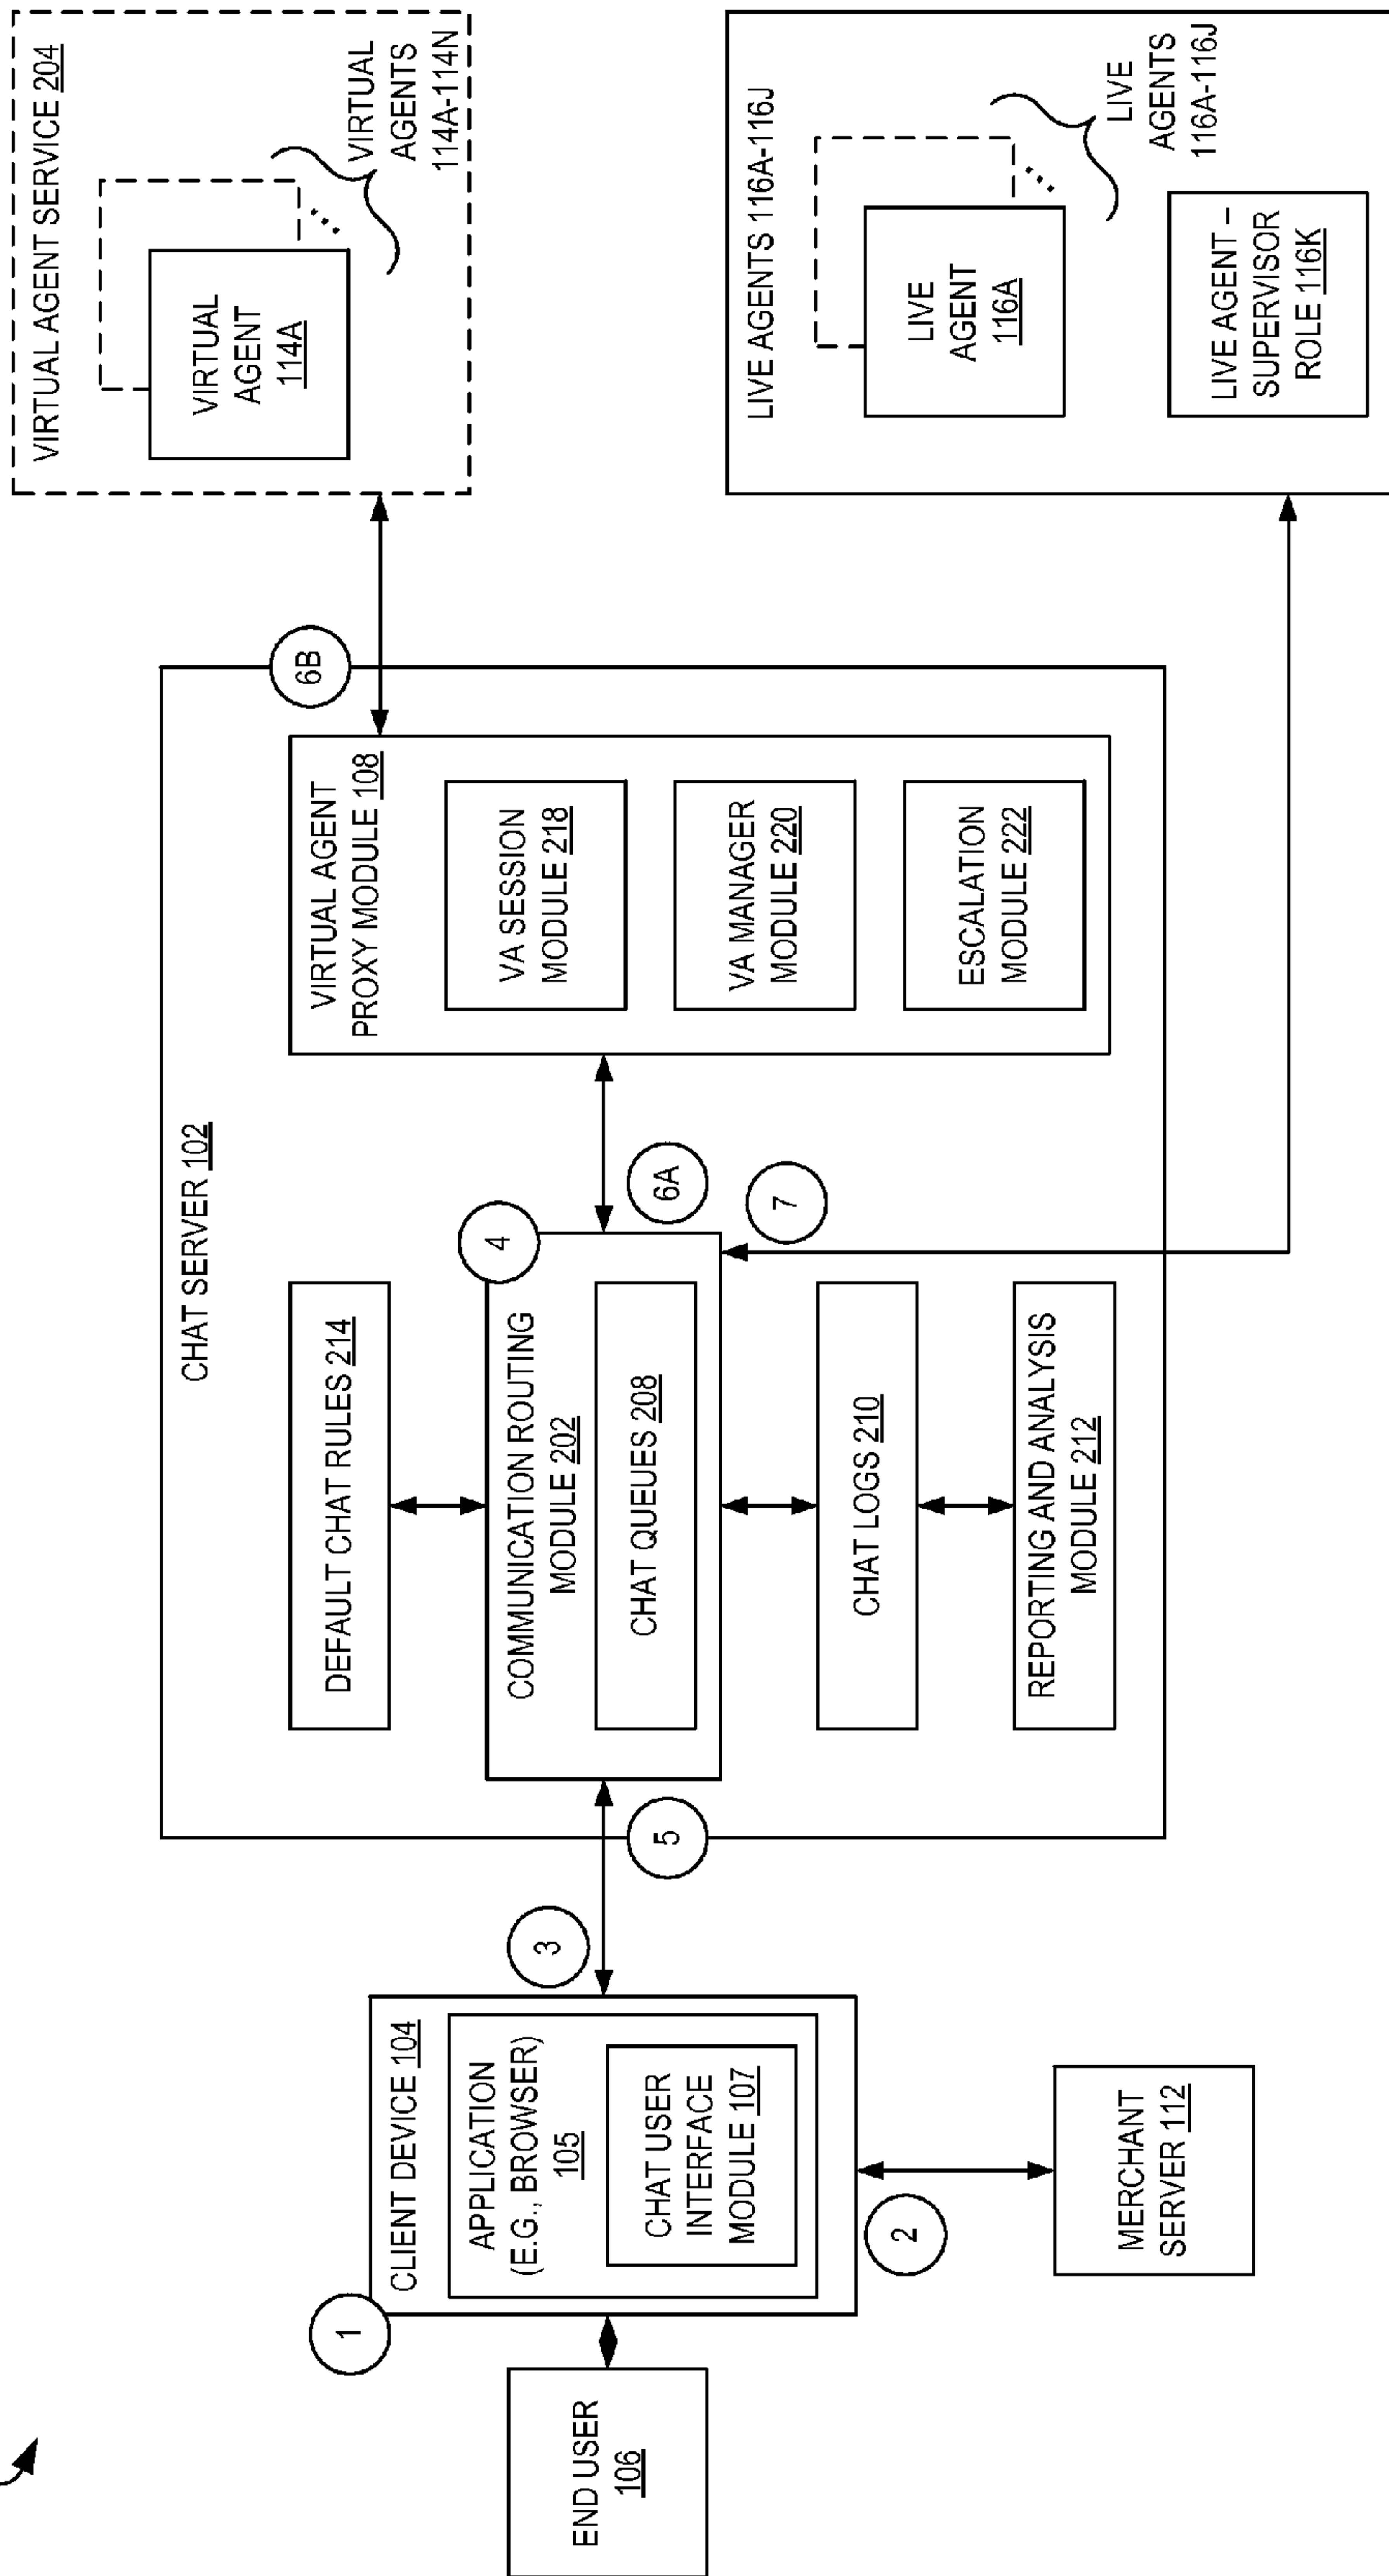 END USER
106
1
CLIENT DEVICE 104
APPLICATION
(E.G., BROWSER)
105
CHAT USER
INTERFACE
MODULE 107
2
MERCHANT
SERVER 112
3
5
CHAT SERVER 102
DEFAULT CHAT RULES 214
4
COMMUNICATION ROUTING
MODULE 202
CHAT QUEUES 208
CHAT LOGS 210
REPORTING AND ANALYSIS
MODULE 212
6A
7
VIRTUAL AGENT
PROXY MODULE 108
VA SESSION
MODULE 218
VA MANAGER
MODULE 220
ESCALATION
MODULE 222
6B
VIRTUAL AGENT SERVICE 204
VIRTUAL
AGENT
114A
VIRTUAL
AGENTS
114A-114N
LIVE AGENTS 116A-116J
LIVE
AGENT
116A
LIVE
AGENTS
116A-116J
LIVE AGENT –
SUPERVISOR
ROLE 116K